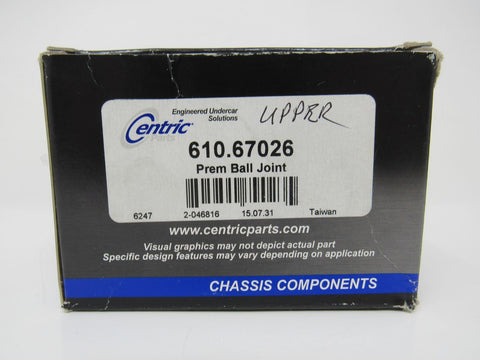 Engineered Undercar
Solutions
UPPER
Centric
Parts
610.67026
Prem Ball Joint
6247 2-046816 15.07.31 Taiwan
www.centricparts.com
Visual graphics may not depict actual part
Specific design features may vary depending on application
CHASSIS COMPONENTS